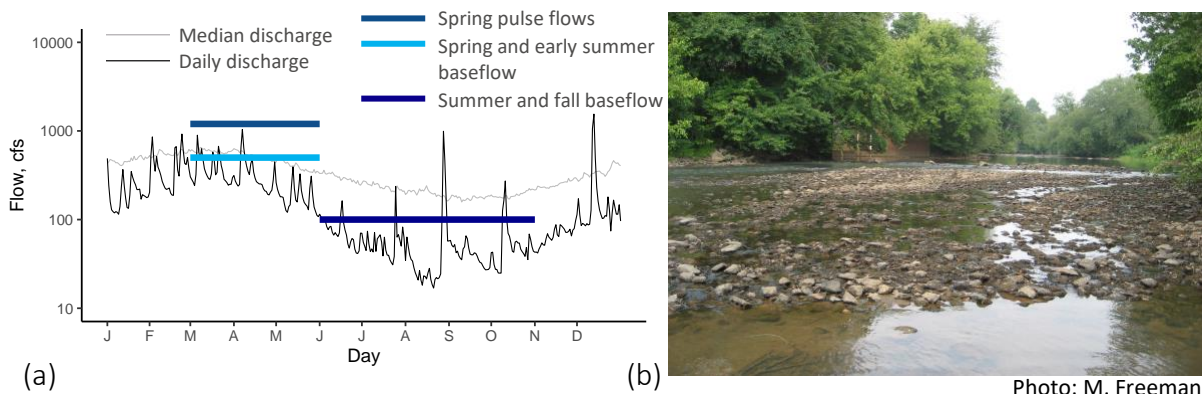 Median discharge
Daily discharge
Spring pulse flows
Spring and early summer
baseflow
Summer and fall baseflow
Flow, cfs
10000
1000
100
10
J F M A M J J A S O N D
Day
(a)
(b)
Photo: M. Freeman